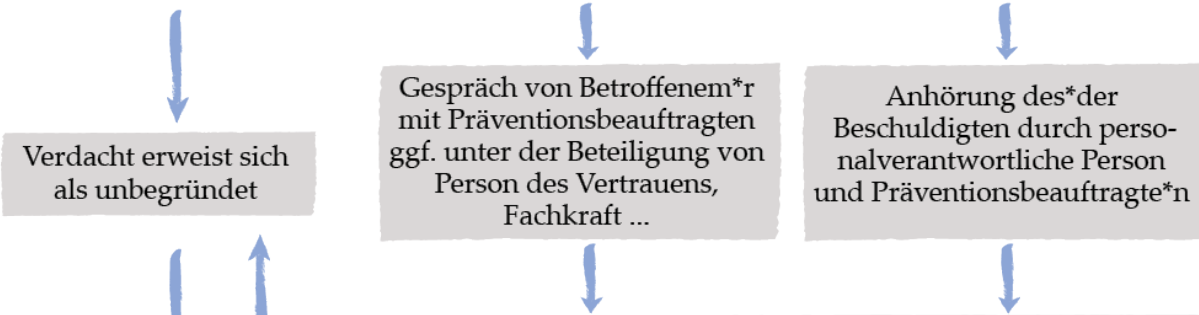 Verdacht erweist sich
als unbegründet
Gespräch von Betroffenem*r
mit Präventionsbeauftragten
ggf. unter der Beteiligung von
Person des Vertrauens,
Fachkraft ...
Anhörung des*der
Beschuldigten durch perso-
nalverantwortliche Person
und Präventionsbeauftragte*n